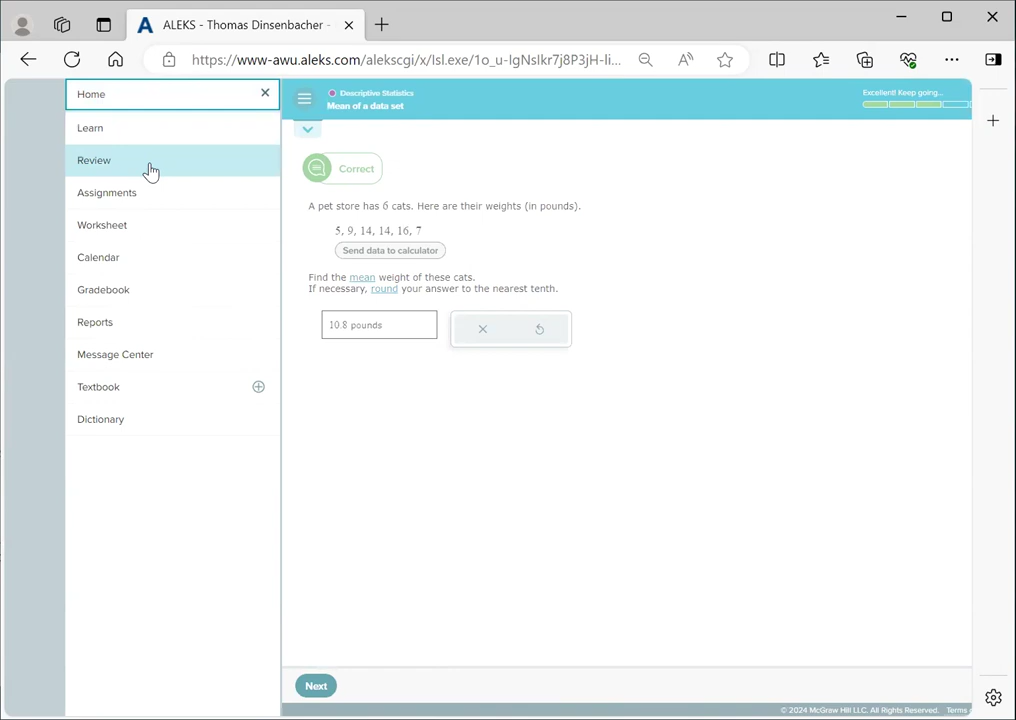 ALEKS - Thomas Dinsenbacher -
https://www-awu.aleks.com/alekscgi/x/lsl.exe/1o_u-IgNsIkr7j8P3jH-Ii...
Home
Learn
Review
Assignments
Worksheet
Calendar
Gradebook
Reports
Message Center
Textbook
Dictionary
Descriptive Statistics
Mean of a data set
Excellent! Keep going...
Correct
A pet store has 6 cats. Here are their weights (in pounds).
5, 9, 14, 14, 16, 7
Send data to calculator
Find the mean weight of these cats.
If necessary, round your answer to the nearest tenth.
10.8 pounds
Next
© 2024 McGraw Hill LLC. All Rights Reserved. Terms